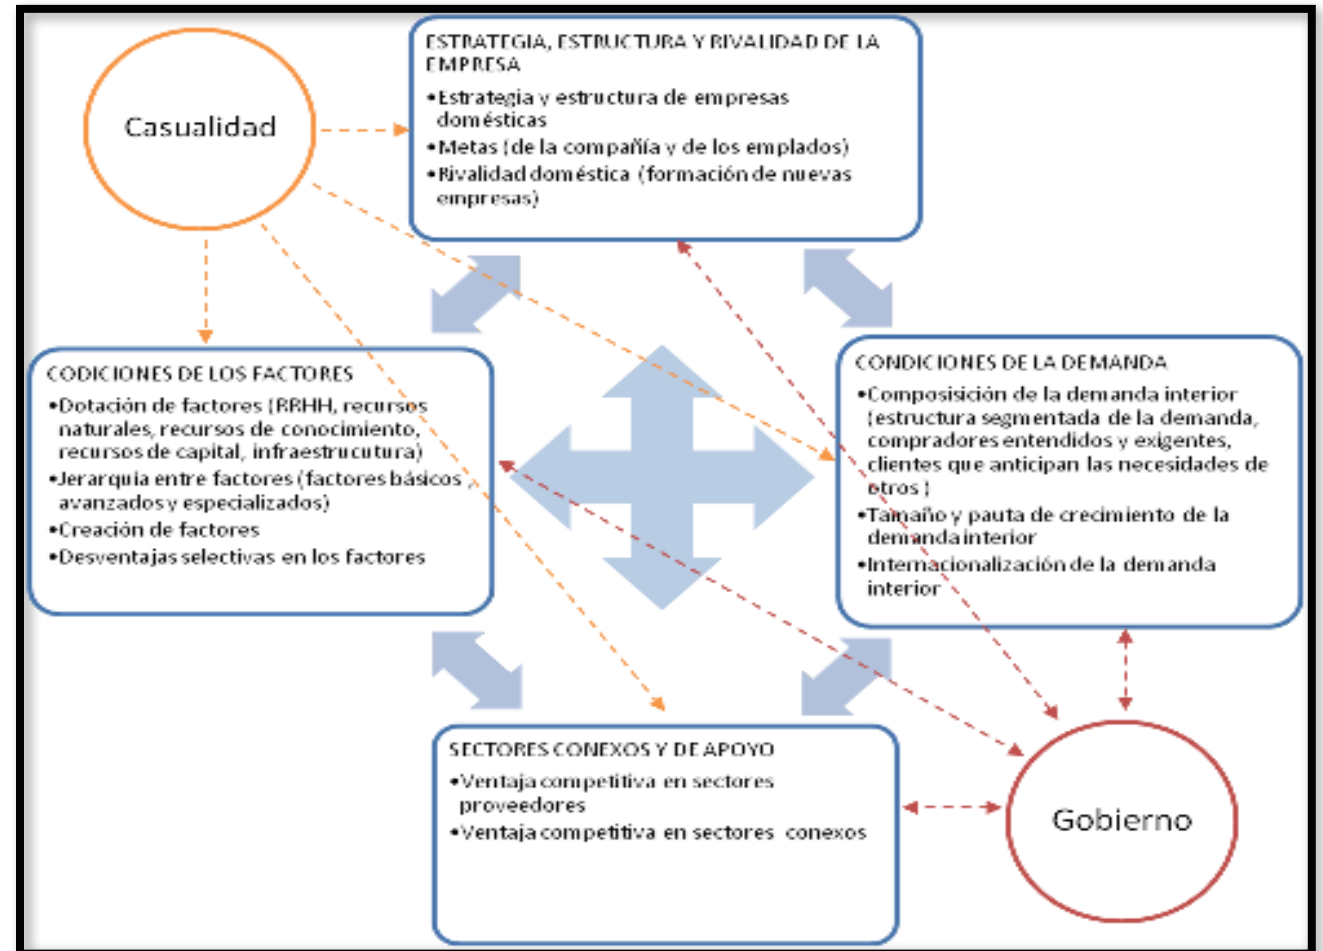 Casualidad
ESTRATEGIA, ESTRUCTURA Y RIVALIDAD DE LA
EMPRESA
•Estrategia y estructura de empresas
domésticas
•Metas (de la compañía y de los emplados)
•Rivalidad doméstica (formación de nuevas
empresas)
CODICIONES DE LOS FACTORES
•Dotación de factores (RRHH, recursos
naturales, recursos de conocimiento,
recursos de capital, infraestrucutura)
•Jerarquía entre factores (factores básicos ,
avanzados y especializados)
•Creación de factores
•Desventajas selectivas en los factores
CONDICIONES DE LA DEMANDA
•Composisición de la demanda interior
(estructura segmentada de la demanda,
compradores entendidos y exigentes,
clientes que anticipan las necesidades de
otros )
•Tamaño y pauta de crecimiento de la
demanda interior
•Internacionalización de la demanda
interior
SECTORES CONEXOS Y DE APOYO
•Ventaja competitiva en sectores
proveedores
•Ventaja competitiva en sectores conexos
Gobierno